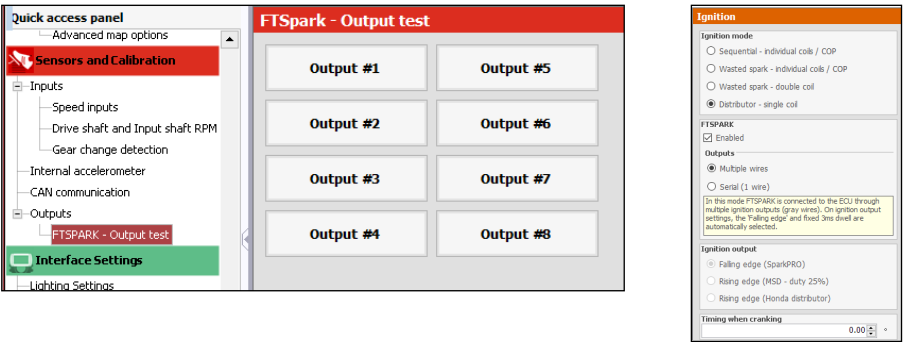 Quick access panel
Advanced map options
Sensors and Calibration
Inputs
Speed inputs
Drive shaft and Input shaft RPM
Gear change detection
Internal accelerometer
CAN communication
Outputs
FTSPARK - Output test
Interface Settings
Lighting Settings
FTSpark - Output test
Output #1
Output #5
Output #2
Output #6
Output #3
Output #7
Output #4
Output #8
Ignition
Ignition mode
Sequential - individual coils / COP
Wasted spark - individual coils / COP
Wasted spark - double coil
Distributor - single coil
FTSPARK
Enabled
Outputs
Multiple wires
Serial (1 wire)
In this mode FTSPARK is connected to the ECU through
multiple ignition outputs (gray wires). On ignition output
settings, the 'Falling edge' and fixed 3ms dwell are
automatically selected.
Ignition output
Falling edge (SparkPRO)
Rising edge (MSD - duty 25%)
Rising edge (Honda distributor)
Timing when cranking
0.00 °